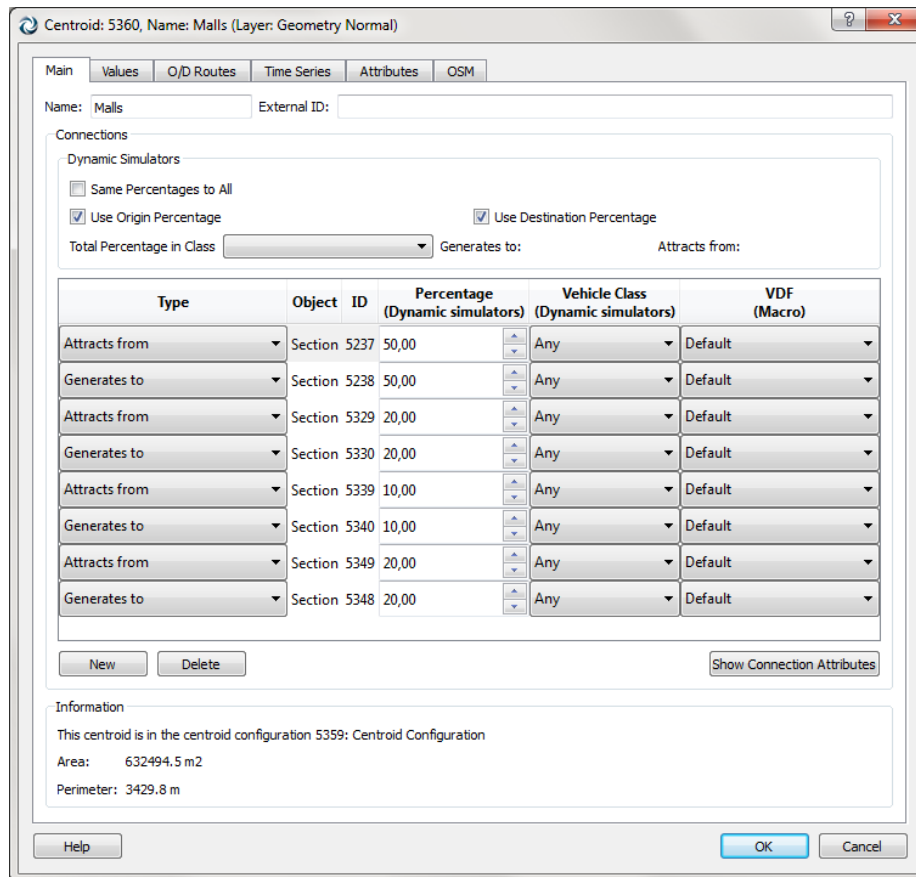 Centroid: 5360, Name: Malls (Layer: Geometry Normal)
Main Values O/D Routes Time Series Attributes OSM
Name: Malls External ID:
Connections
Dynamic Simulators
Same Percentages to All
Use Origin Percentage Use Destination Percentage
Total Percentage in Class Generates to: Attracts from:
Type Object ID Percentage (Dynamic simulators) Vehicle Class (Dynamic simulators) VDF (Macro)
Attracts from Section 5237 50,00 Any Default
Generates to Section 5238 50,00 Any Default
Attracts from Section 5329 20,00 Any Default
Generates to Section 5330 20,00 Any Default
Attracts from Section 5339 10,00 Any Default
Generates to Section 5340 10,00 Any Default
Attracts from Section 5349 20,00 Any Default
Generates to Section 5348 20,00 Any Default
New Delete Show Connection Attributes
Information
This centroid is in the centroid configuration 5359: Centroid Configuration
Area: 632494.5 m2
Perimeter: 3429.8 m
Help OK Cancel